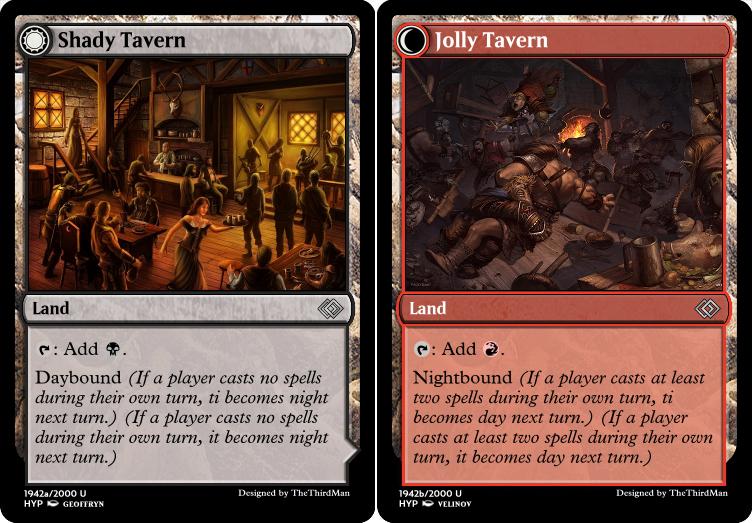 Shady Tavern
Land
: Add .
Daybound (If a player casts no spells
during their own turn, ti becomes night
next turn.) (If a player casts no spells
during their own turn, it becomes night
next turn.)
1942a/2000 U
HYP GEOFFRYN
Designed by TheThirdMan
Jolly Tavern
Land
: Add .
Nightbound (If a player casts at least
two spells during their own turn, ti
becomes day next turn.) (If a player
casts at least two spells during their own
turn, it becomes day next turn.)
1942b/2000 U
HYP VELINOV
Designed by TheThirdMan